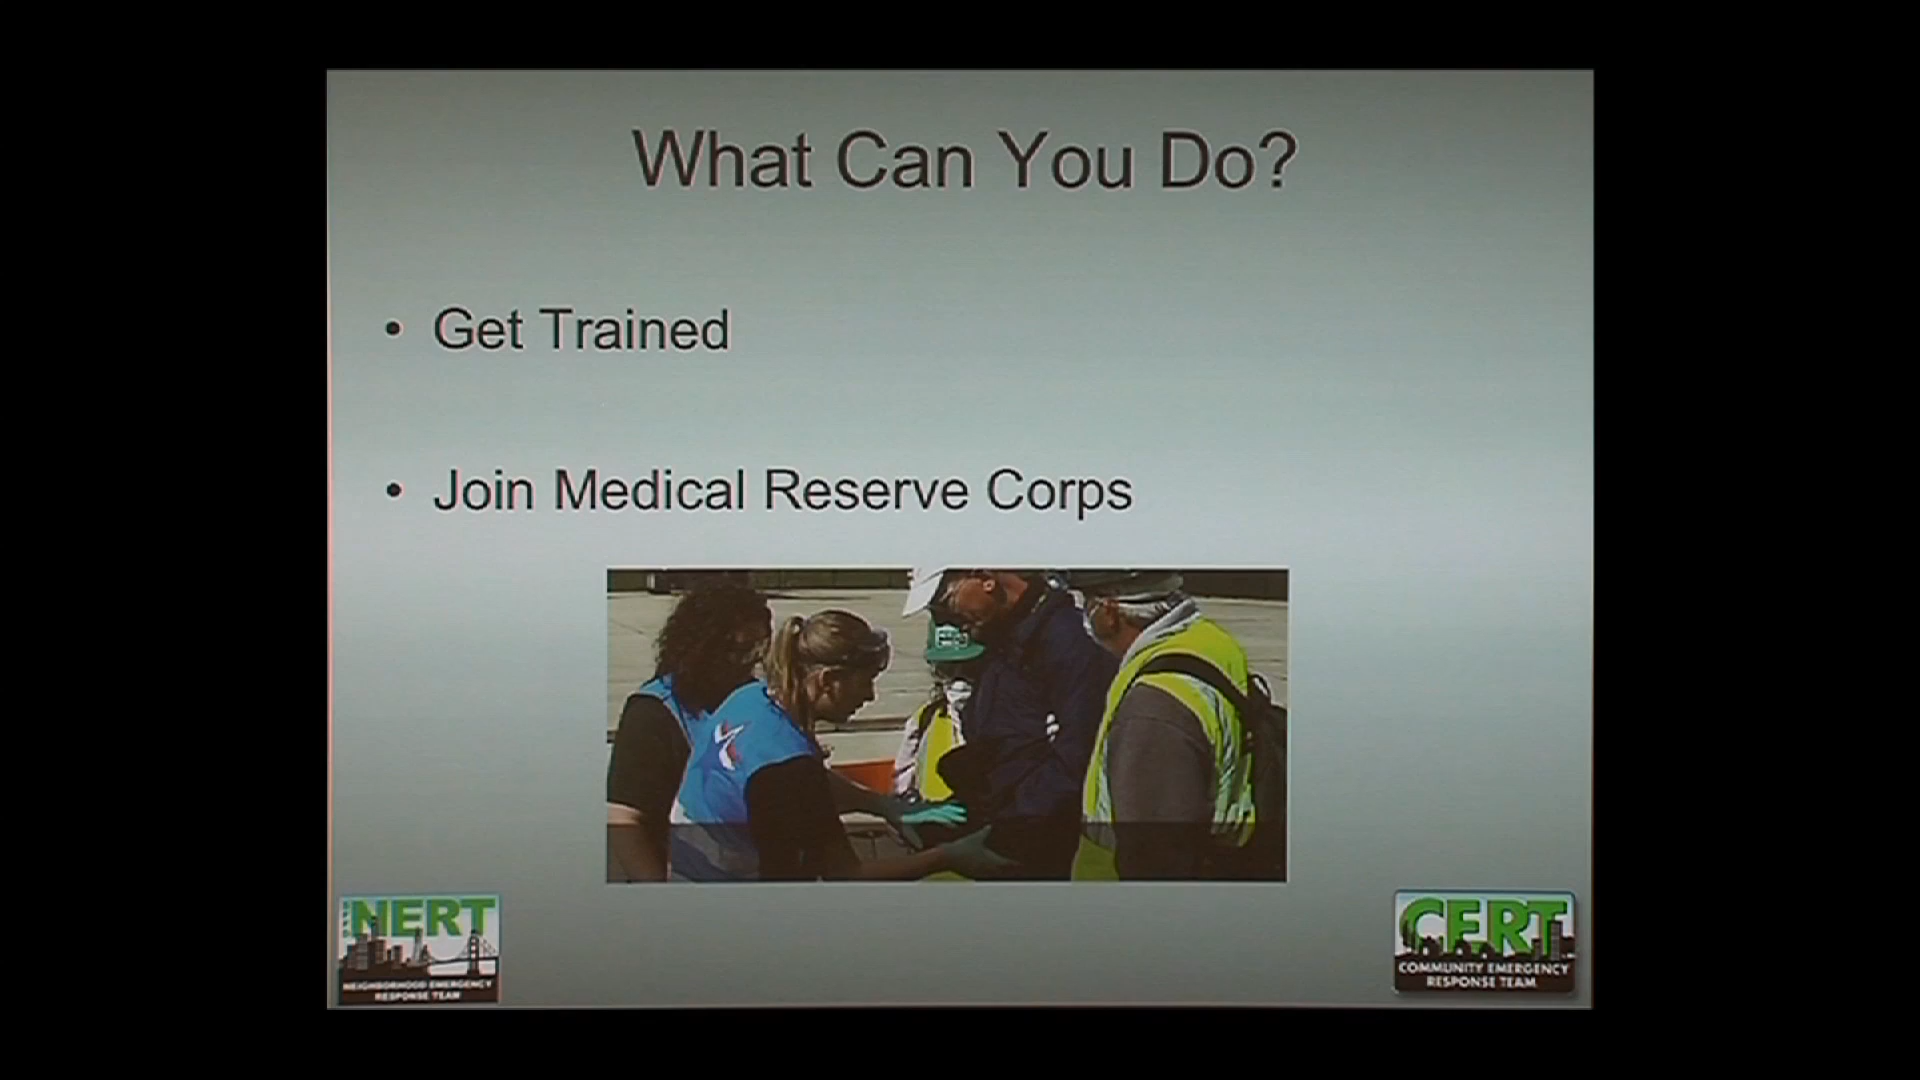 What Can You Do?
• Get Trained
• Join Medical Reserve Corps
NERT
NEIGHBORHOOD EMERGENCY
RESPONSE TEAM
CERT
COMMUNITY EMERGENCY
RESPONSE TEAM